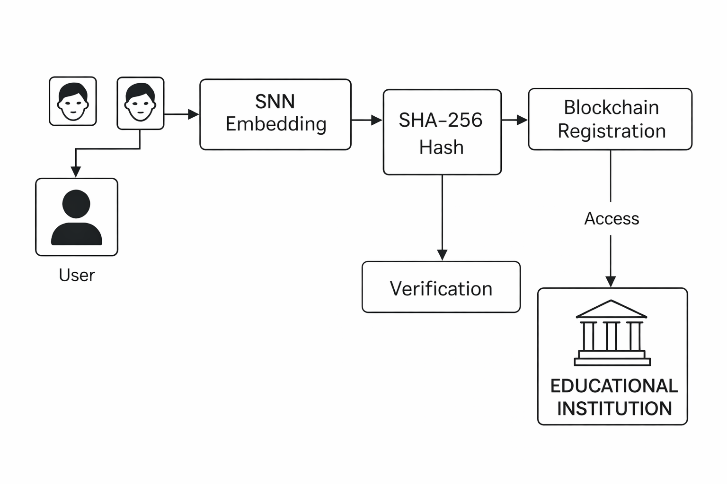 SNN
Embedding
SHA-256
Hash
Blockchain
Registration
User
Verification
Access
EDUCATIONAL
INSTITUTION